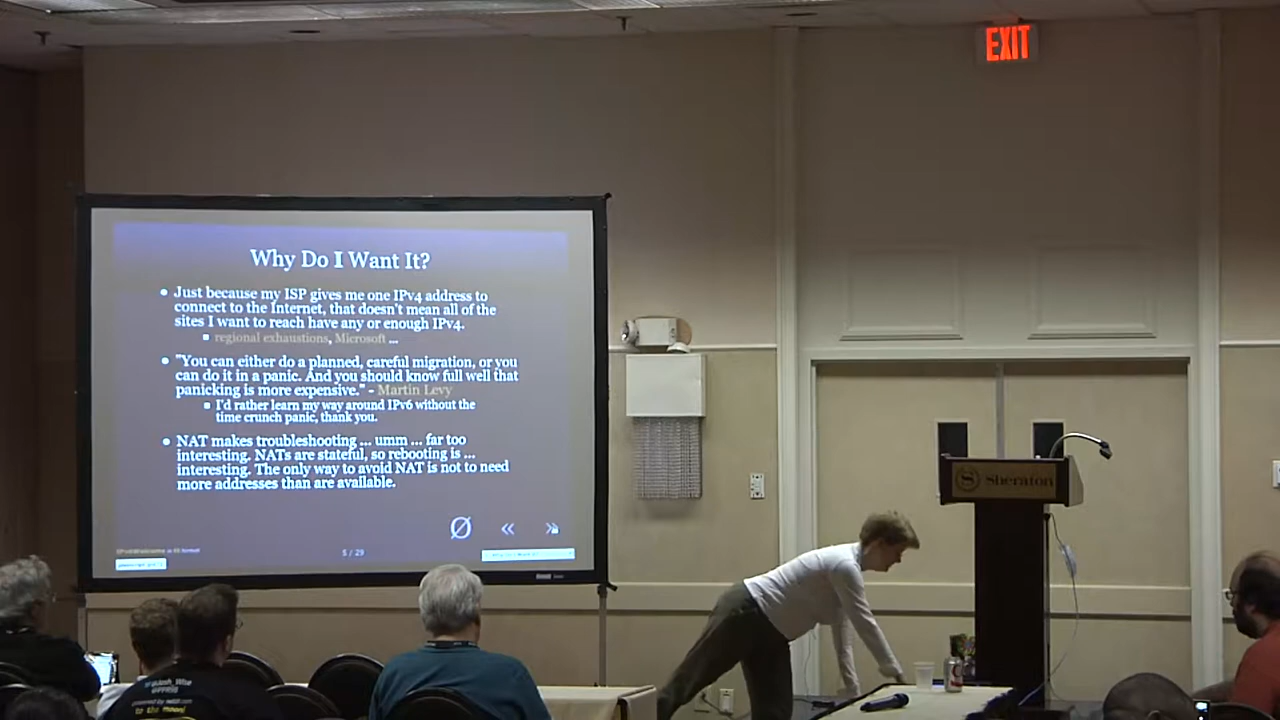 EXIT
Why Do I Want It?
Just because my ISP gives me one IPv4 address to
connect to the Internet, that doesn't mean all of the
sites I want to reach have any or enough IPv4.
regional exhaustions, Microsoft ...
"You can either do a planned, careful migration, or you
can do it in a panic. And you should know full well that
panicking is more expensive." - Martin Levy
I'd rather learn my way around IPv6 without the
time crunch panic, thank you.
NAT makes troubleshooting ... umm ... far too
interesting. NATs are stateful, so rebooting is ...
interesting. The only way to avoid NAT is not to need
more addresses than are available.
Ø « »
5 / 29
S Sheraton
to the moon!